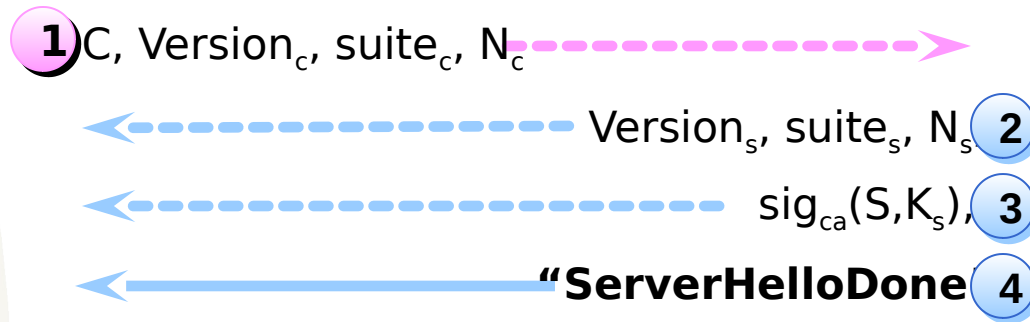 1 C, Versionc, suitec, Nc
Versions, suites, Ns, 2
sigca(S,Ks), 3
“ServerHelloDone” 4